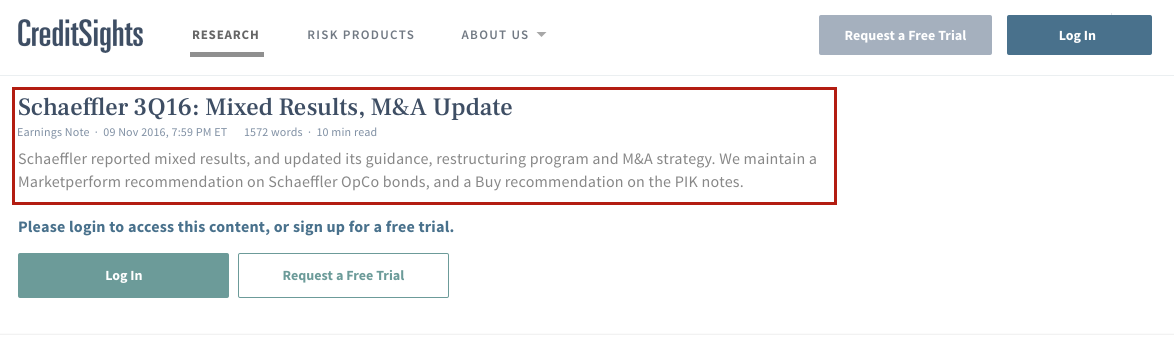 CreditSights
RESEARCH
RISK PRODUCTS
ABOUT US
Request a Free Trial
Log In
Schaeffler 3Q16: Mixed Results, M&A Update
Earnings Note · 09 Nov 2016, 7:59 PM ET 1572 words · 10 min read
Schaeffler reported mixed results, and updated its guidance, restructuring program and M&A strategy. We maintain a
Marketperform recommendation on Schaeffler OpCo bonds, and a Buy recommendation on the PIK notes.
Please login to access this content, or sign up for a free trial.
Log In
Request a Free Trial